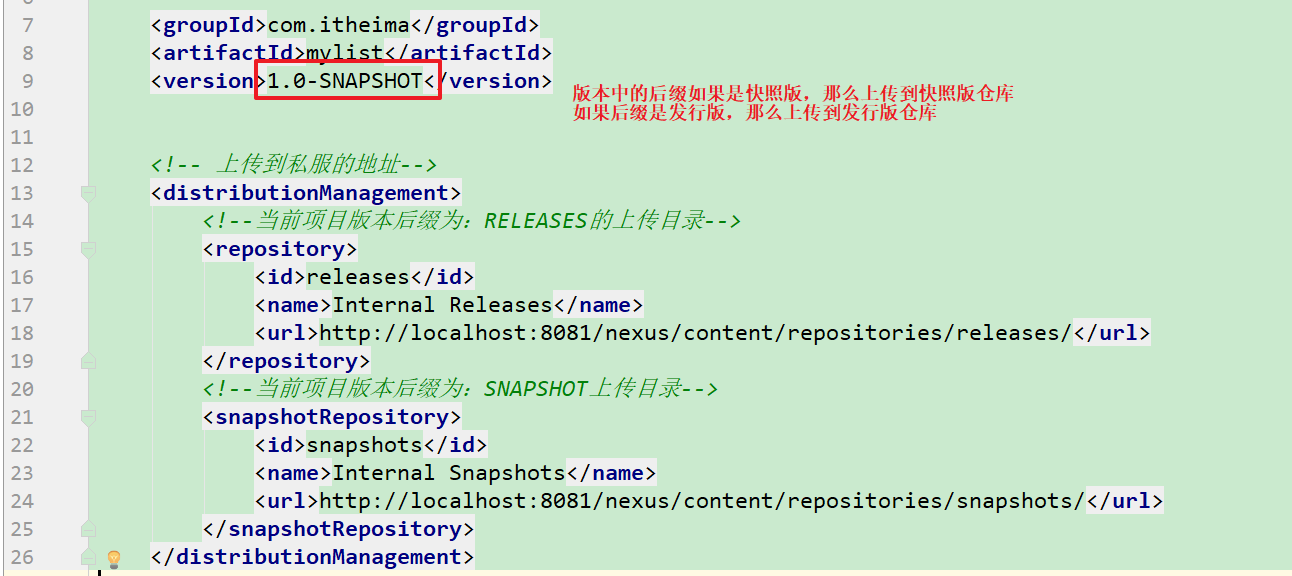 7 <groupId>com.itheima</groupId>
8 <artifactId>mylist</artifactId>
9 <version>1.0-SNAPSHOT</version>
版本中的后缀如果是快照版，那么上传到快照版仓库
10
如果后缀是发行版，那么上传到发行版仓库
11
12 <!-- 上传到私服的地址-->
13 <distributionManagement>
14 <!--当前项目版本后缀为：RELEASES的上传目录-->
15 <repository>
16 <id>releases</id>
17 <name>Internal Releases</name>
18 <url>http://localhost:8081/nexus/content/repositories/releases/</url>
19 </repository>
20 <!--当前项目版本后缀为：SNAPSHOT上传目录-->
21 <snapshotRepository>
22 <id>snapshots</id>
23 <name>Internal Snapshots</name>
24 <url>http://localhost:8081/nexus/content/repositories/snapshots/</url>
25 </snapshotRepository>
26 </distributionManagement>